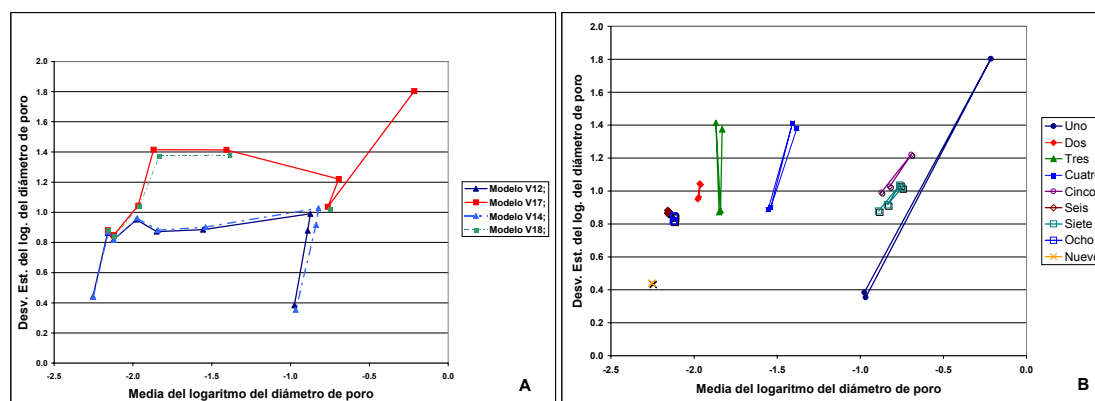 2.0
1.8
1.6
1.4
1.2
1.0
0.8
0.6
0.4
0.2
0.0
Desv. Est. del log. del diámetro de poro
-2.5 -2.0 -1.5 -1.0 -0.5 0.0
Media del logaritmo del diámetro de poro
A
Modelo V12;
Modelo V17;
Modelo V14;
Modelo V18;
2.0
1.8
1.6
1.4
1.2
1.0
0.8
0.6
0.4
0.2
0.0
Desv. Est. del log. del diámetro de poro
-2.5 -2.0 -1.5 -1.0 -0.5 0.0
Media del logaritmo del diámetro de poro
B
Uno
Dos
Tres
Cuatro
Cinco
Seis
Siete
Ocho
Nueve